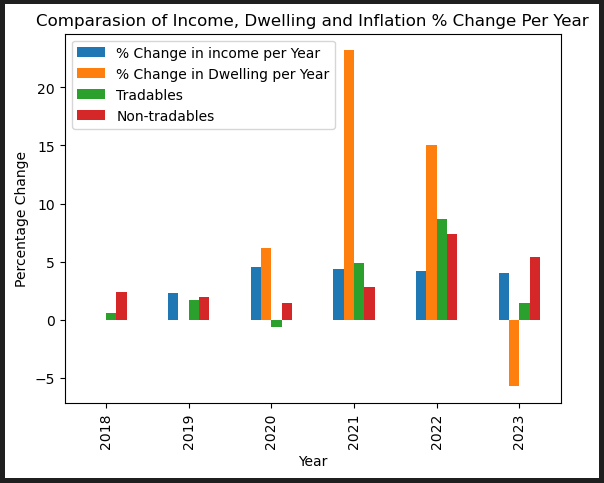 Comparasion of Income, Dwelling and Inflation % Change Per Year
% Change in income per Year
% Change in Dwelling per Year
Tradables
Non-tradables
Percentage Change
20
15
10
5
0
−5
2018
2019
2020
2021
2022
2023
Year